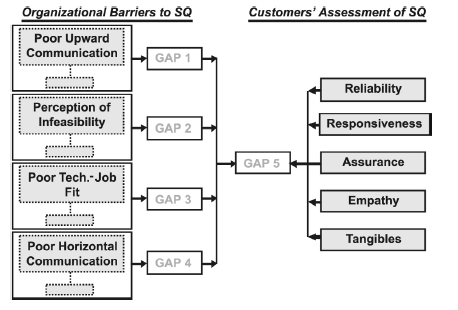 Organizational Barriers to SQ
Customers' Assessment of SQ
Poor Upward
Communication
GAP 1
Perception of
Infeasibility
GAP 2
Poor Tech.-Job
Fit
GAP 3
Poor Horizontal
Communication
GAP 4
GAP 5
Reliability
Responsiveness
Assurance
Empathy
Tangibles